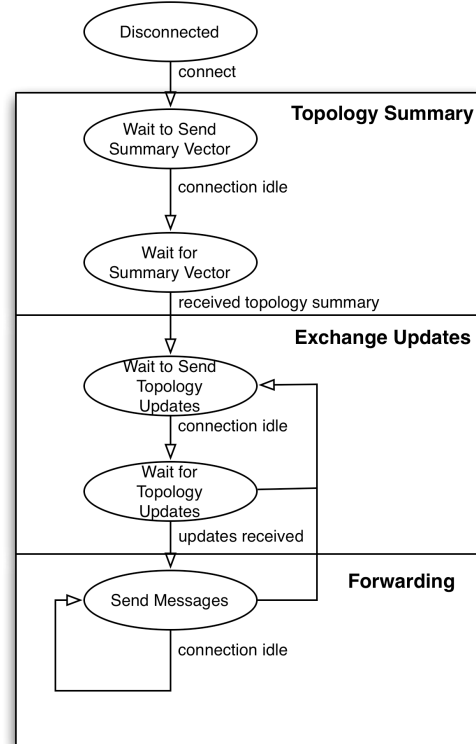 Disconnected
connect
Topology Summary
Wait to Send
Summary Vector
connection idle
Wait for
Summary Vector
received topology summary
Exchange Updates
Wait to Send
Topology
Updates
connection idle
Wait for
Topology
Updates
updates received
Forwarding
Send Messages
connection idle